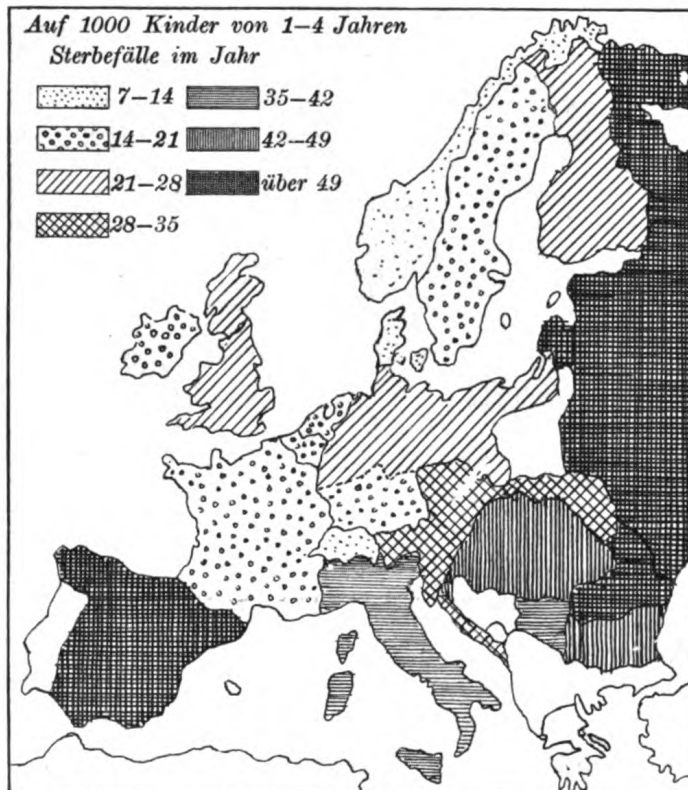 Auf 1000 Kinder von 1–4 Jahren
Sterbefälle im Jahr
7–14
14–21
21–28
28–35
35–42
42–49
über 49